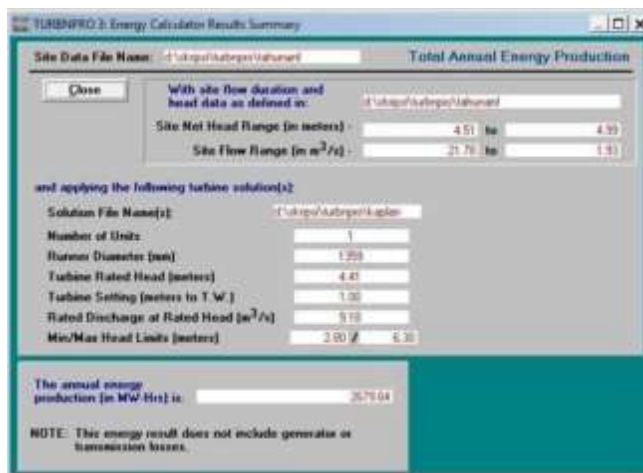 TURBNPRO 3: Energy Calculator Results Summary
Site Data File Name: Total Annual Energy Production
Close
With site flow duration and
head data as defined in:
Site Net Head Range (in meters) - 4.51 to 4.99
Site Flow Range (in m³/s) - 21.70 to 1.93
and applying the following turbine solution(s):
Solution File Name(s):
Number of Units 1
Runner Diameter (mm)
Turbine Rated Head (meters) 4.41
Turbine Setting (meters to T.W.) 1.00
Rated Discharge at Rated Head (m³/s) 9.10
Min/Max Head Limits (meters) 2.80 / 6.30
The annual energy
production (in MW-Hrs) is:
NOTE: This energy result does not include generator or
transmission losses.